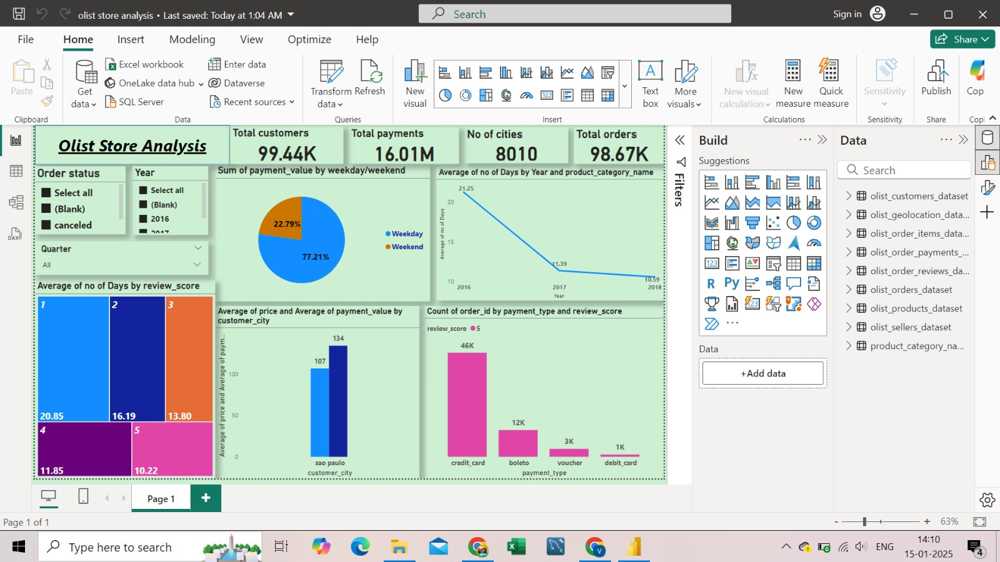 olist store analysis • Last saved: Today at 1:04 AM
Search
Sign in
File
Home
Insert
Modeling
View
Optimize
Help
Share
Paste
Clipboard
Get data
Excel workbook
OneLake data hub
SQL Server
Enter data
Dataverse
Recent sources
Data
Transform data
Refresh
Queries
New visual
Text box
More visuals
Insert
New visual calculation
New measure
Quick measure
Calculations
Sensitivity
Sensitivity
Publish
Share
Cop
Copi
Olist Store Analysis
Total customers
99.44K
Total payments
16.01M
No of cities
8010
Total orders
98.67K
Order status
Select all
(Blank)
canceled
Year
Select all
(Blank)
2016
2017
Quarter
All
Sum of payment_value by weekday/weekend
22.79%
77.21%
Weekday
Weekend
Average of no of Days by Year and product_category_name
Average of no of Days
21.25
20
15
11.39
10
10.59
2016
2017
2018
Year
Average of no of Days by review_score
1
20.85
2
16.19
3
13.80
4
11.85
5
10.22
Average of price and Average of payment_value by
customer_city
Average of price and Average of paym...
134
107
100
50
0
sao paulo
customer_city
Count of order_id by payment_type and review_score
review_score 5
46K
12K
3K
1K
credit_card
boleto
voucher
debit_card
payment_type
Filters
Build
Suggestions
R
Py
123
Data
+Add data
Data
Search
olist_customers_dataset
olist_geolocation_data...
olist_order_items_data...
olist_order_payments_...
olist_order_reviews_da...
olist_orders_dataset
olist_products_dataset
olist_sellers_dataset
product_category_na...
DAX
Page 1
Page 1 of 1
- + 63%
Type here to search
ENG
14:10
15-01-2025
4